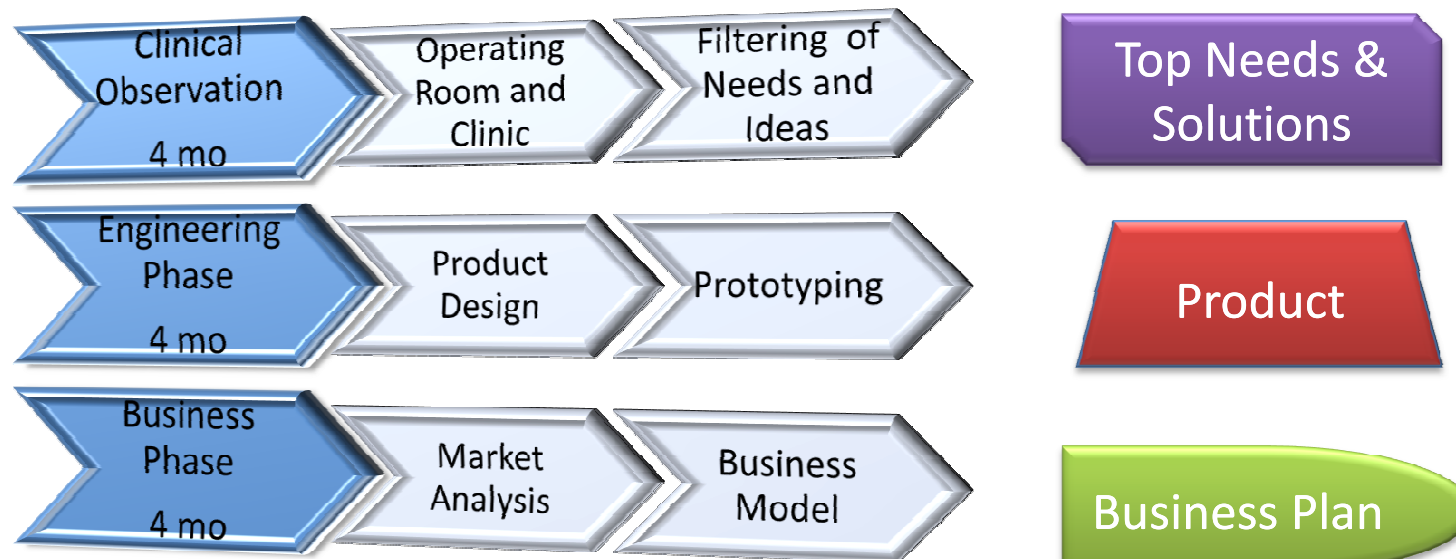 Clinical
Observation
4 mo
Operating
Room and
Clinic
Filtering of
Needs and
Ideas
Top Needs &
Solutions
Engineering
Phase
4 mo
Product
Design
Prototyping
Product
Business
Phase
4 mo
Market
Analysis
Business
Model
Business Plan